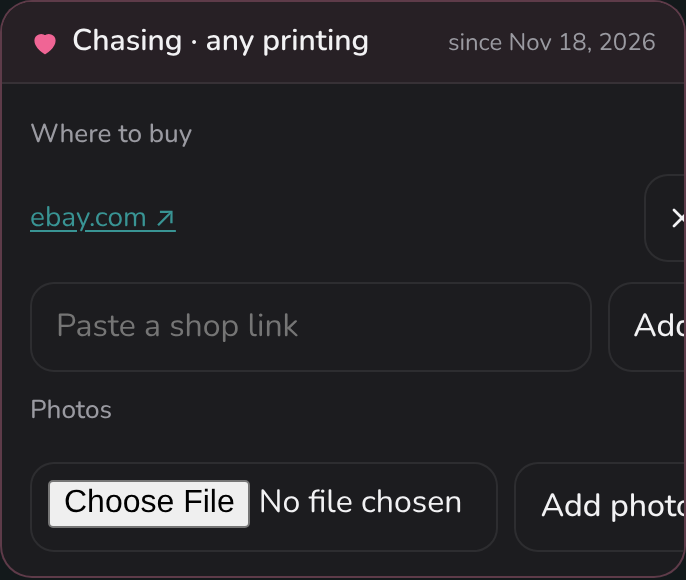 Chasing · any printing since Nov 18, 2026
Where to buy
ebay.com ↗
Paste a shop link
Photos
Choose File No file chosen